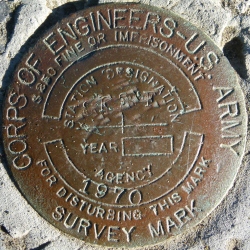 CORPS OF ENGINEERS-U.S. ARMY
$250 FINE OR IMPRISONMENT
STATION DESIGNATION
YEAR
AGENCY
1970
FOR DISTURBING THIS MARK
SURVEY MARK